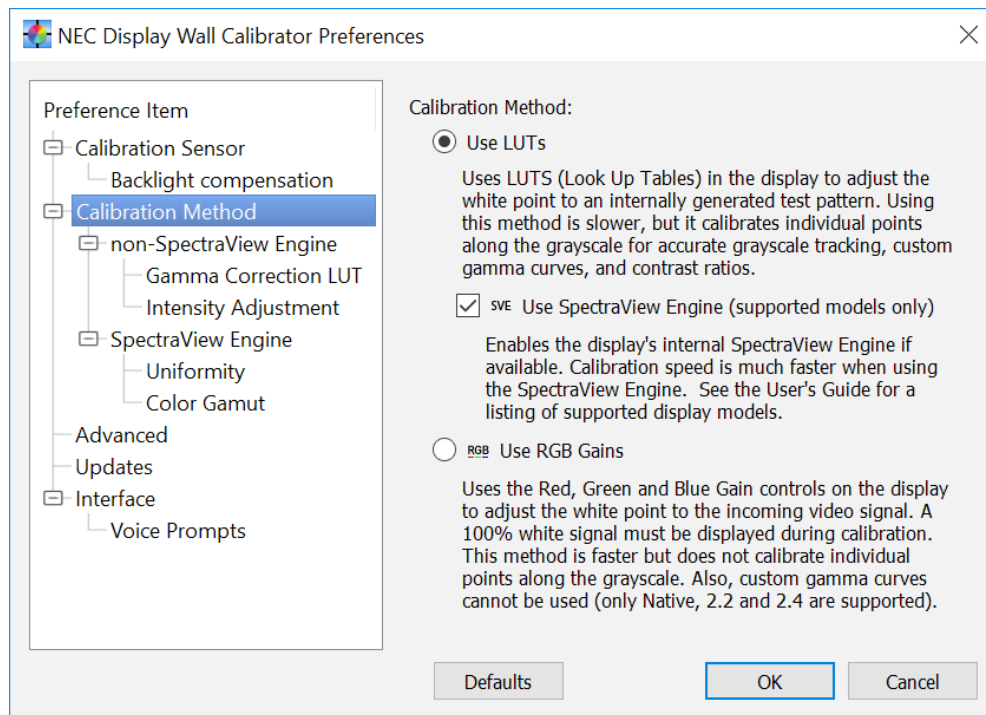 NEC Display Wall Calibrator Preferences
Preference Item
Calibration Sensor
Backlight compensation
Calibration Method
non-SpectraView Engine
Gamma Correction LUT
Intensity Adjustment
SpectraView Engine
Uniformity
Color Gamut
Advanced
Updates
Interface
Voice Prompts
Calibration Method:
Use LUTs
Uses LUTS (Look Up Tables) in the display to adjust the
white point to an internally generated test pattern. Using
this method is slower, but it calibrates individual points
along the grayscale for accurate grayscale tracking, custom
gamma curves, and contrast ratios.
SVE Use SpectraView Engine (supported models only)
Enables the display's internal SpectraView Engine if
available. Calibration speed is much faster when using
the SpectraView Engine.  See the User's Guide for a
listing of supported display models.
RGB Use RGB Gains
Uses the Red, Green and Blue Gain controls on the display
to adjust the white point to the incoming video signal. A
100% white signal must be displayed during calibration.
This method is faster but does not calibrate individual
points along the grayscale. Also, custom gamma curves
cannot be used (only Native, 2.2 and 2.4 are supported).
Defaults
OK
Cancel